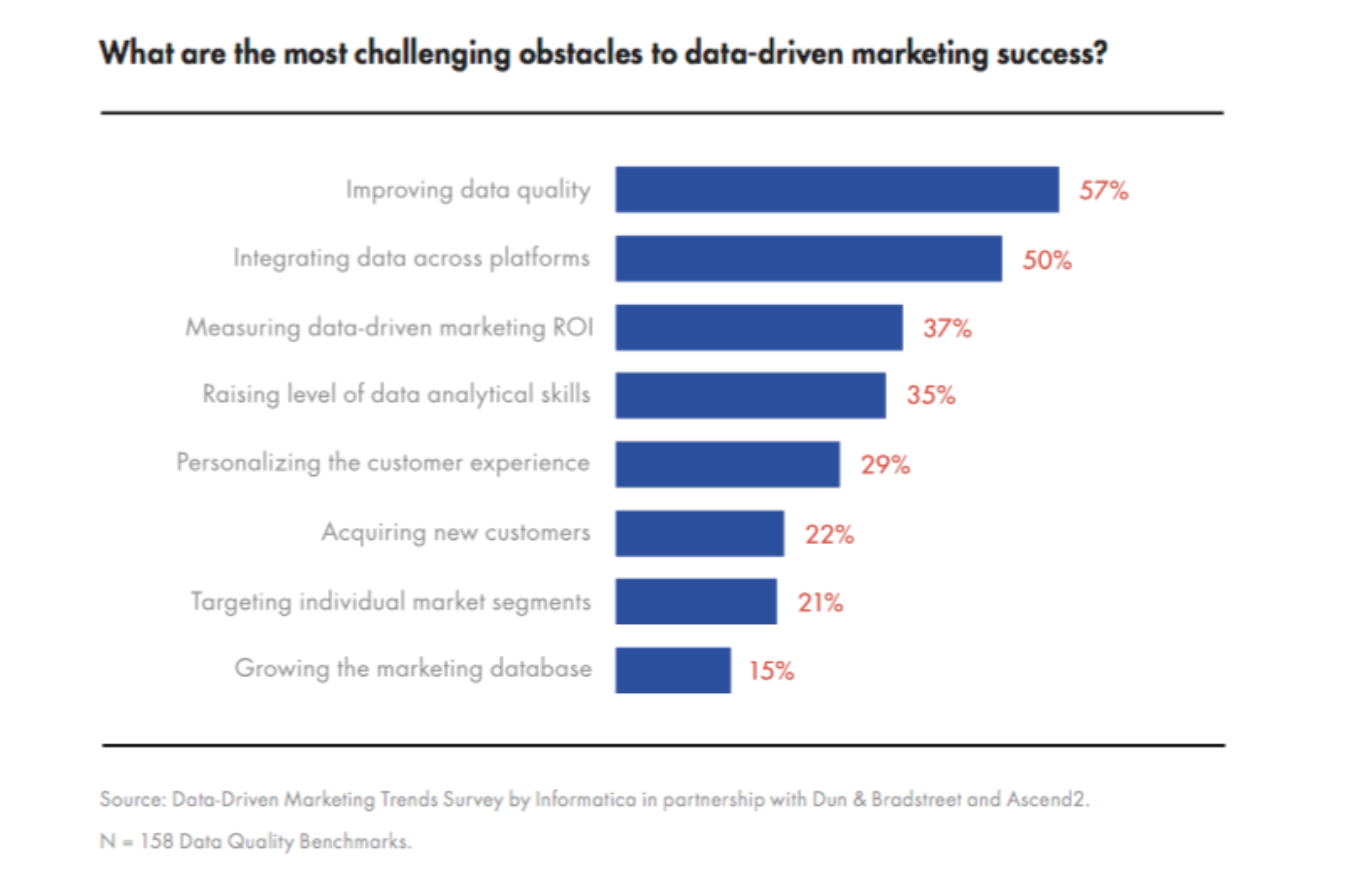 What are the most challenging obstacles to data-driven marketing success?
Improving data quality 57%
Integrating data across platforms 50%
Measuring data-driven marketing ROI 37%
Raising level of data analytical skills 35%
Personalizing the customer experience 29%
Acquiring new customers 22%
Targeting individual market segments 21%
Growing the marketing database 15%
Source: Data-Driven Marketing Trends Survey by Informatica in partnership with Dun & Bradstreet and Ascend2.
N = 158 Data Quality Benchmarks.